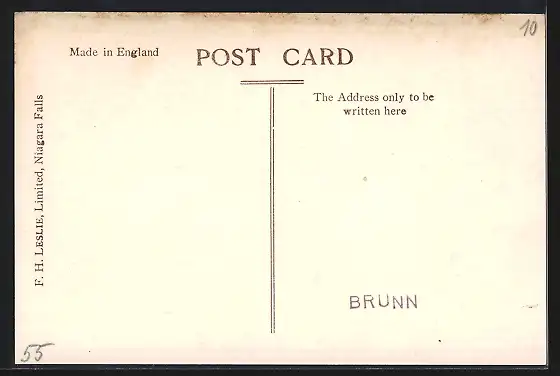 10
Made in England
POST CARD
The Address only to be
written here
F. H. LESLIE, Limited, Niagara Falls
BRUNN
55